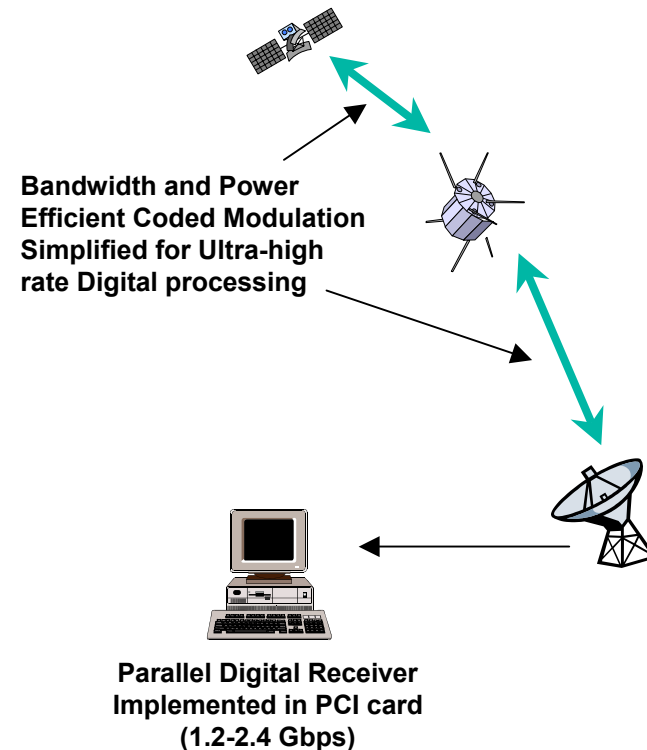 Bandwidth and Power
Efficient Coded Modulation
Simplified for Ultra-high
rate Digital processing
Parallel Digital Receiver
Implemented in PCI card
(1.2-2.4 Gbps)